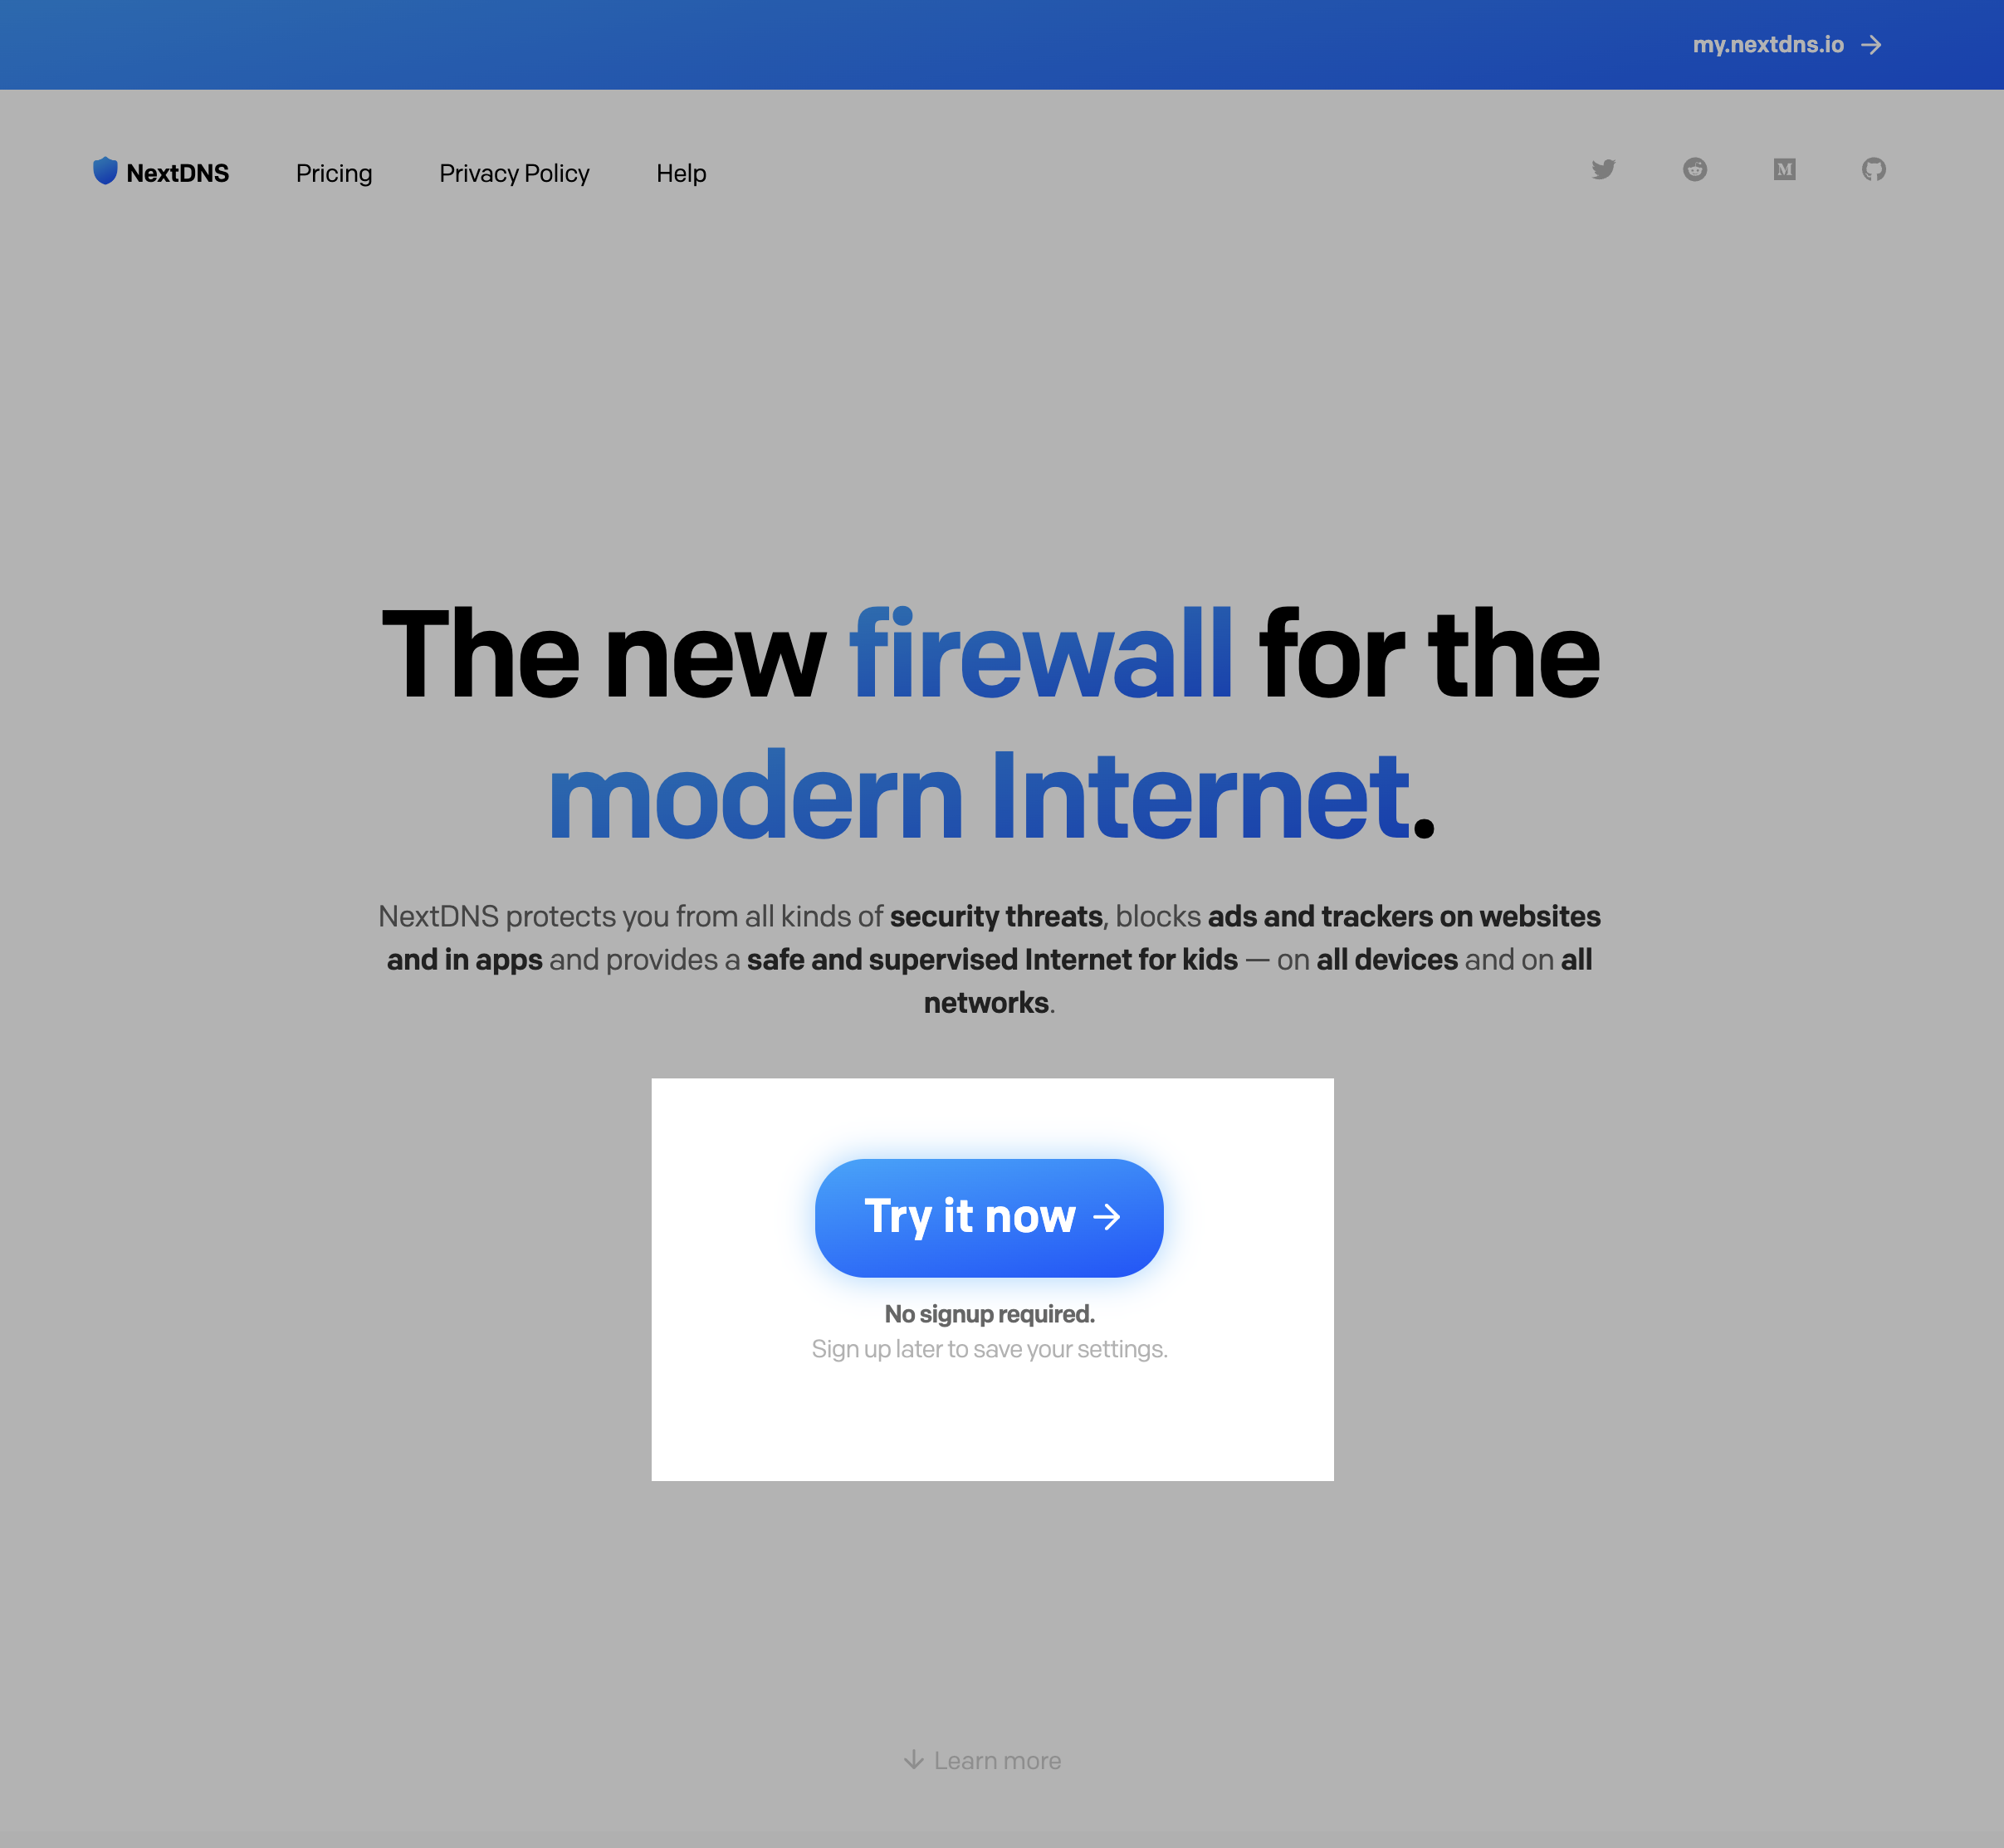 my.nextdns.io →
NextDNS Pricing Privacy Policy Help
The new firewall for the
modern Internet.
NextDNS protects you from all kinds of security threats, blocks ads and trackers on websites
and in apps and provides a safe and supervised Internet for kids — on all devices and on all
networks.
Try it now →
No signup required.
Sign up later to save your settings.
↓ Learn more